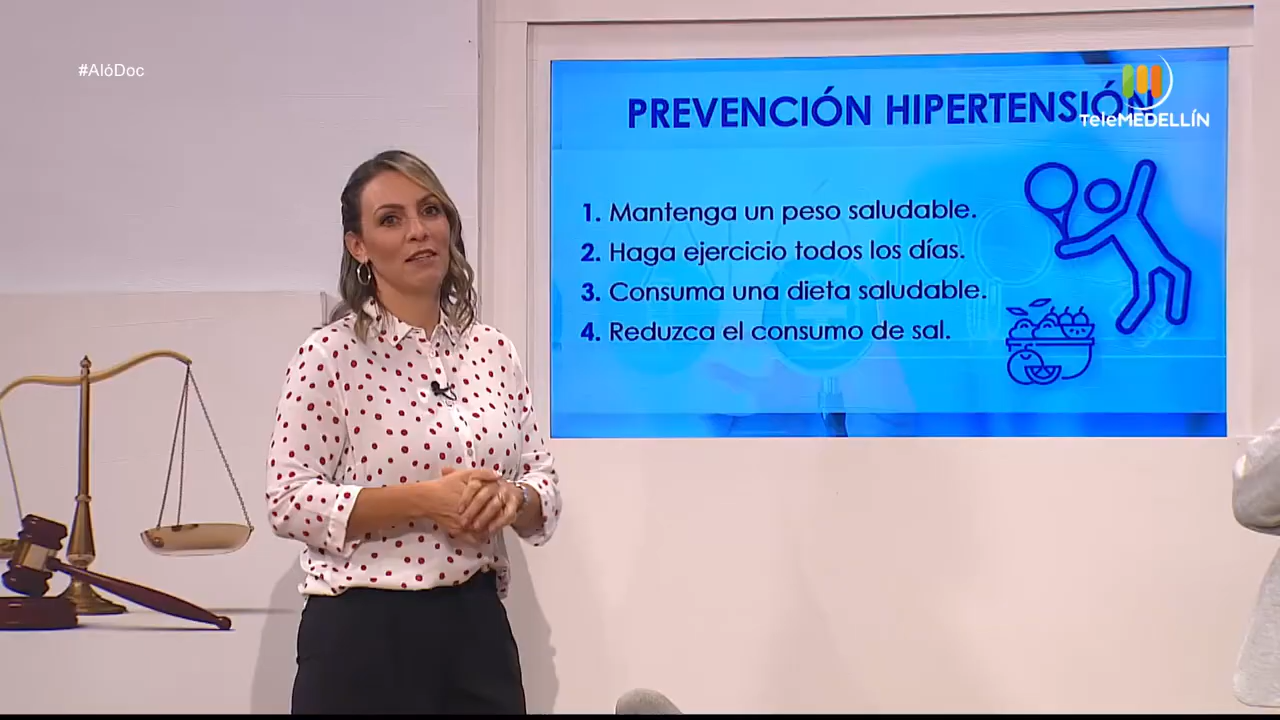 #AlóDoc
PREVENCIÓN HIPERTENSIÓN
TeleMEDELLÍN
1. Mantenga un peso saludable.
2. Haga ejercicio todos los días.
3. Consuma una dieta saludable.
4. Reduzca el consumo de sal.